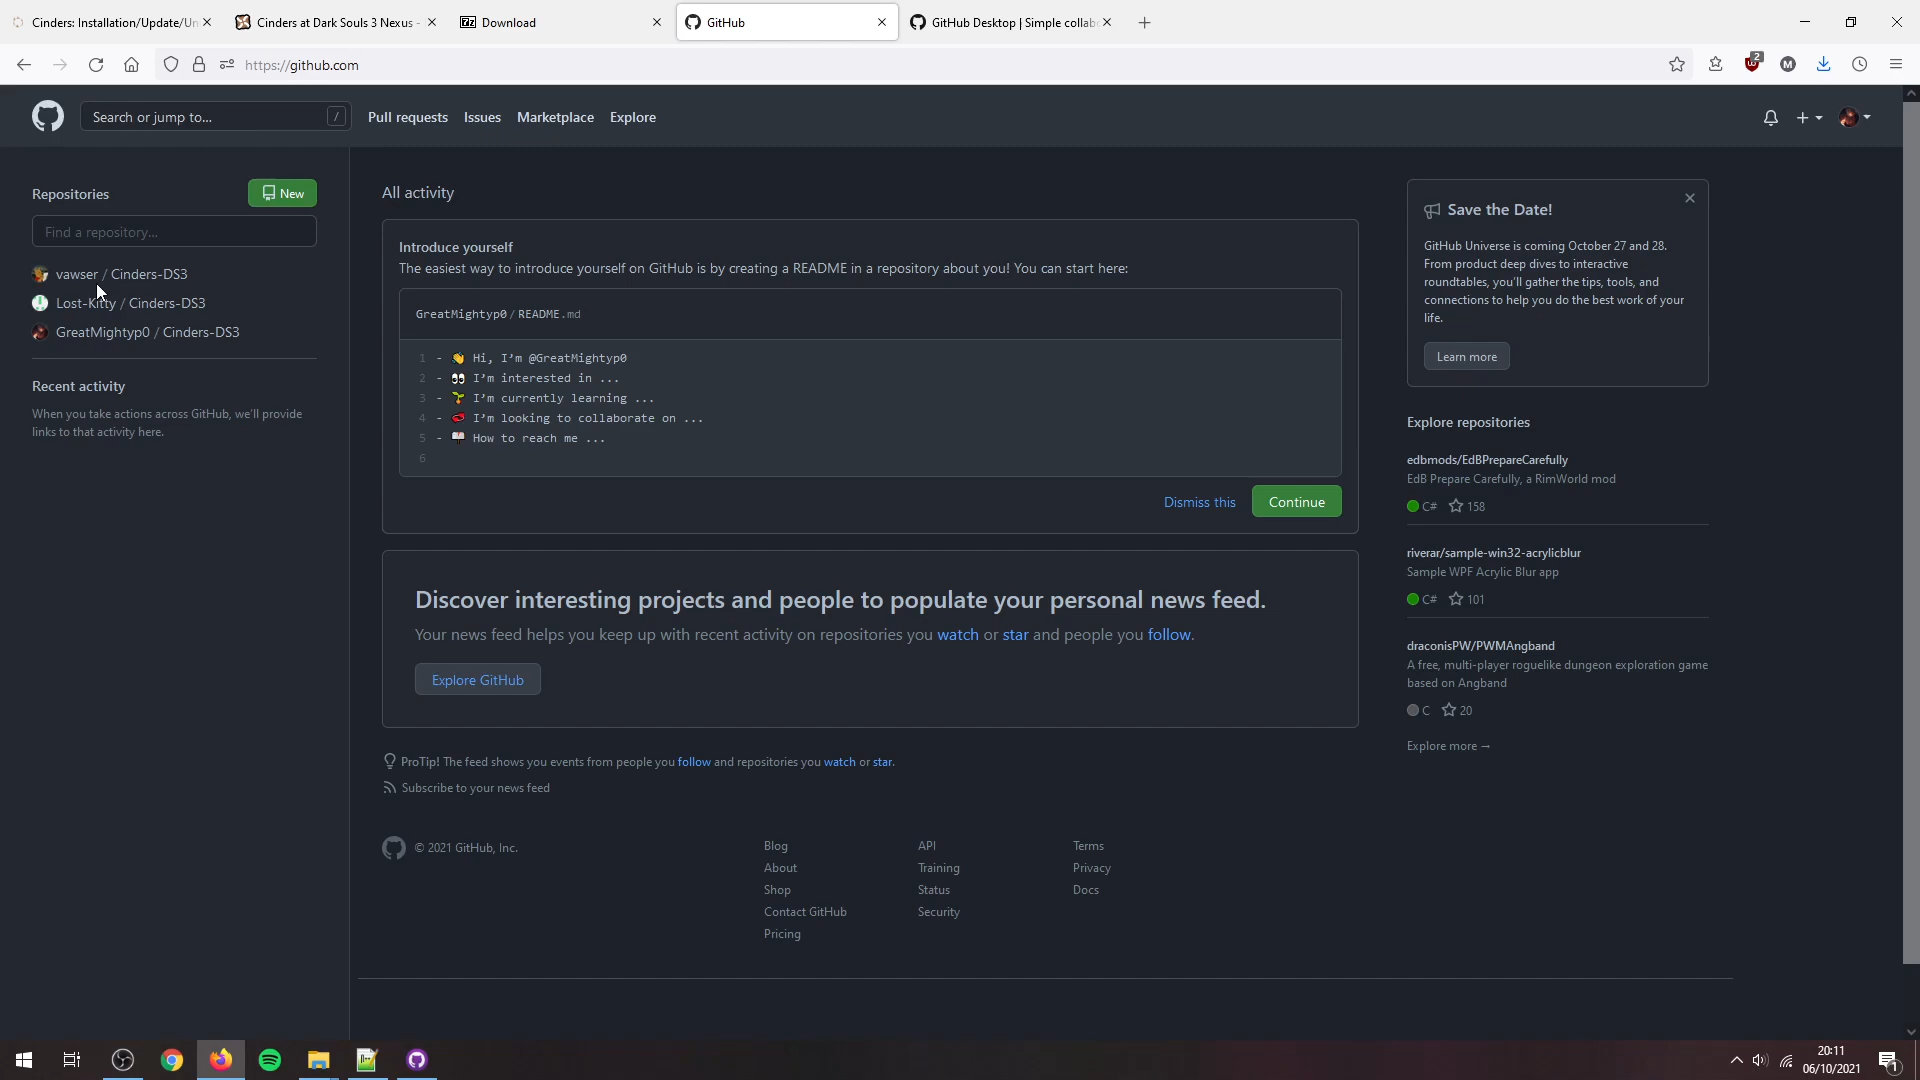 Cinders: Installation/Update/Un
Cinders at Dark Souls 3 Nexus -
Download
GitHub
GitHub Desktop | Simple collab
https://github.com
2
M
Search or jump to...
/
Pull requests
Issues
Marketplace
Explore
Repositories
New
Find a repository...
vawser / Cinders-DS3
Lost-Kitty / Cinders-DS3
GreatMightyp0 / Cinders-DS3
Recent activity
When you take actions across GitHub, we'll provide
links to that activity here.
All activity
Introduce yourself
The easiest way to introduce yourself on GitHub is by creating a README in a repository about you! You can start here:
GreatMightyp0 / README.md
1 - 👋 Hi, I'm @GreatMightyp0
2 - 👀 I'm interested in ...
3 - 🌱 I'm currently learning ...
4 - 💞️ I'm looking to collaborate on ...
5 - 📫 How to reach me ...
6
Dismiss this
Continue
Discover interesting projects and people to populate your personal news feed.
Your news feed helps you keep up with recent activity on repositories you watch or star and people you follow.
Explore GitHub
ProTip! The feed shows you events from people you follow and repositories you watch or star.
Subscribe to your news feed
© 2021 GitHub, Inc.
Blog
About
Shop
Contact GitHub
Pricing
API
Training
Status
Security
Terms
Privacy
Docs
Save the Date!
GitHub Universe is coming October 27 and 28.
From product deep dives to interactive
roundtables, you'll gather the tips, tools, and
connections to help you do the best work of your
life.
Learn more
Explore repositories
edbmods/EdBPrepareCarefully
EdB Prepare Carefully, a RimWorld mod
C# 158
riverar/sample-win32-acrylicblur
Sample WPF Acrylic Blur app
C# 101
draconisPW/PWMAngband
A free, multi-player roguelike dungeon exploration game
based on Angband
C 20
Explore more →
7z
20:11
06/10/2021
1